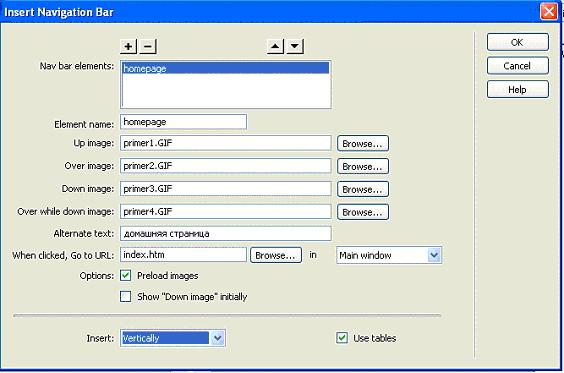 Insert Navigation Bar
+ −
OK
Nav bar elements: homepage
Cancel
Help
Element name: homepage
Up image: primer1.GIF Browse...
Over image: primer2.GIF Browse...
Down image: primer3.GIF Browse...
Over while down image: primer4.GIF Browse...
Alternate text: домашняя страница
When clicked, Go to URL: index.htm Browse... in Main window
Options: Preload images
Show "Down image" initially
Insert: Vertically Use tables